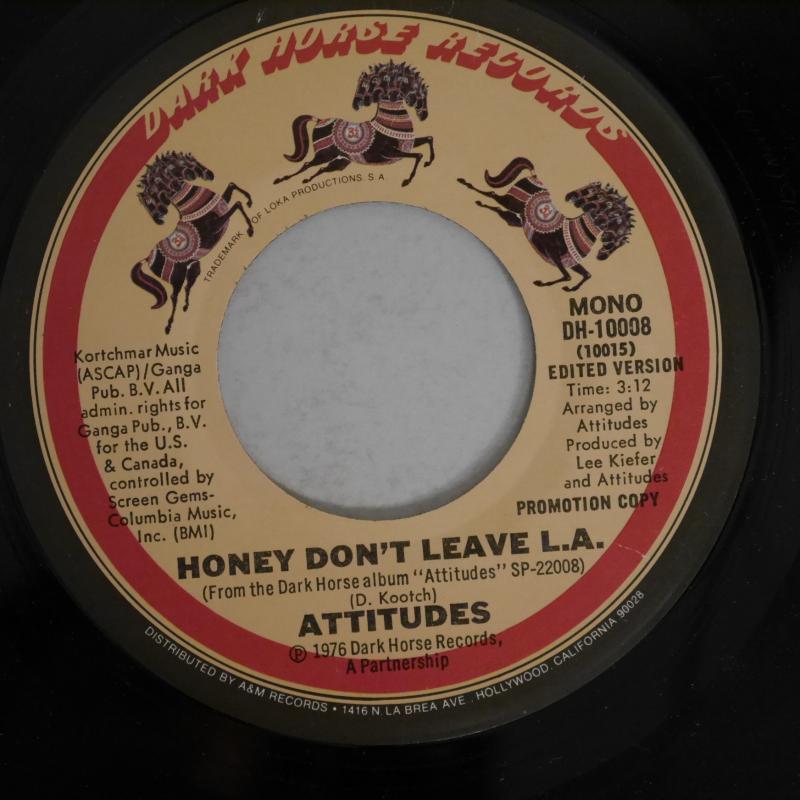 DARK HORSE RECORDS
TRADEMARK OF LOKA PRODUCTIONS S.A.
Kortchmar Music
(ASCAP)/Ganga
Pub. B.V. All
admin. rights for
Ganga Pub., B.V.
for the U.S.
& Canada,
controlled by
Screen Gems-
Columbia Music,
Inc. (BMI)
MONO
DH-10008
(10015)
EDITED VERSION
Time: 3:12
Arranged by
Attitudes
Produced by
Lee Kiefer
and Attitudes
PROMOTION COPY
HONEY DON'T LEAVE L.A.
(From the Dark Horse album "Attitudes" SP-22008)
(D. Kootch)
ATTITUDES
Ⓟ 1976 Dark Horse Records,
A Partnership
DISTRIBUTED BY A&M RECORDS • 1416 N. LA BREA AVE. HOLLYWOOD. CALIFORNIA 90028